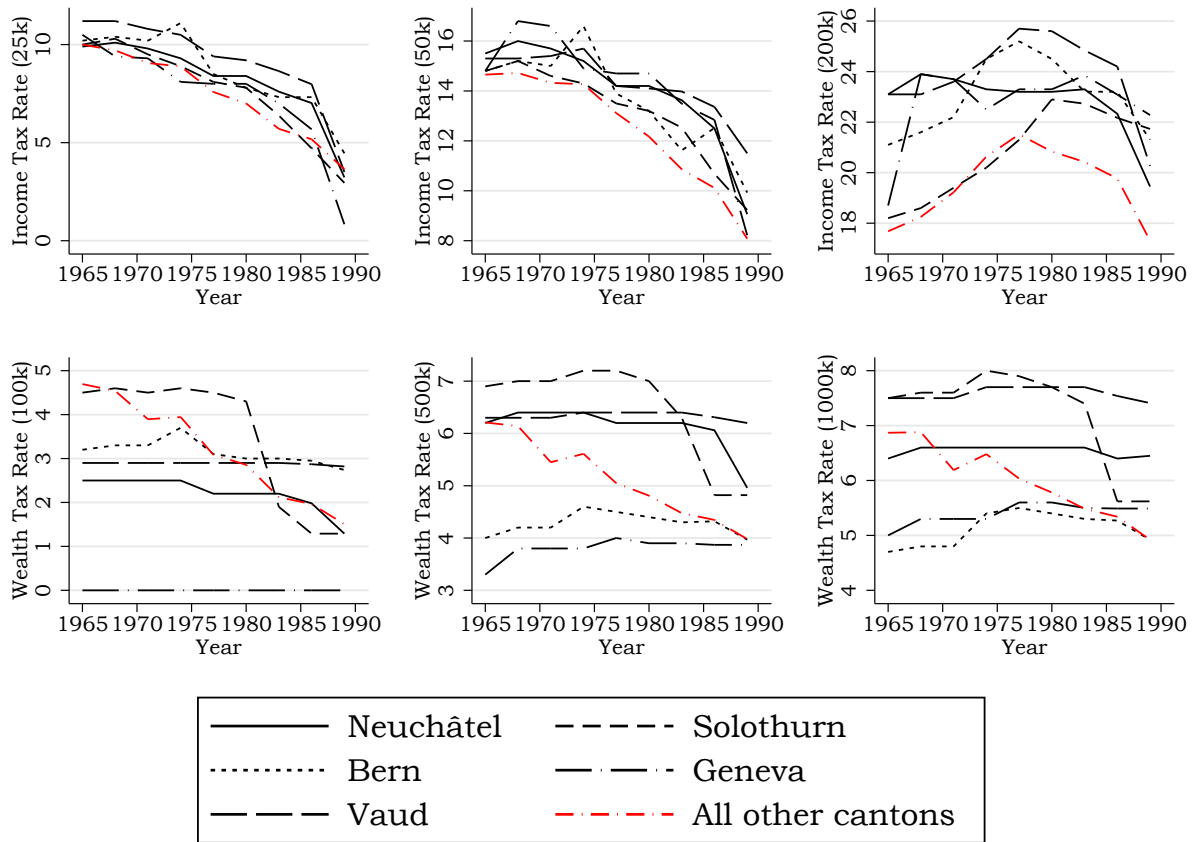 Income Tax Rate (25k)
0 5 10
1965 1970 1975 1980 1985 1990
Year
Income Tax Rate (50k)
8 10 12 14 16
1965 1970 1975 1980 1985 1990
Year
Income Tax Rate (200k)
18 20 22 24 26
1965 1970 1975 1980 1985 1990
Year
Wealth Tax Rate (100k)
0 1 2 3 4 5
1965 1970 1975 1980 1985 1990
Year
Wealth Tax Rate (500k)
3 4 5 6 7
1965 1970 1975 1980 1985 1990
Year
Wealth Tax Rate (1000k)
4 5 6 7 8
1965 1970 1975 1980 1985 1990
Year
Neuchâtel
Solothurn
Bern
Geneva
Vaud
All other cantons